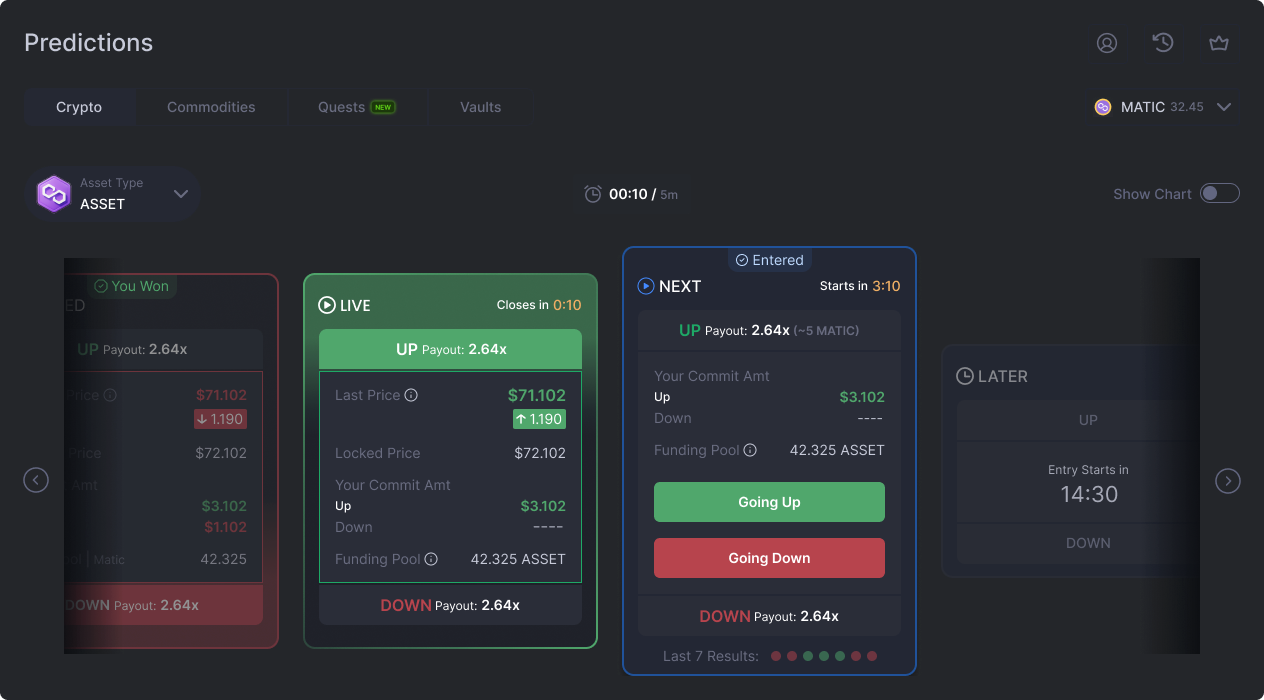 Predictions
Crypto
Commodities
Quests NEW
Vaults
MATIC 32.45
Asset Type
ASSET
00:10 / 5m
Show Chart
You Won
ED
UP Payout: 2.64x
Price
$71.102
1.190
Price
$72.102
Amt
$3.102
$1.102
ol | Matic
42.325
DOWN Payout: 2.64x
LIVE
Closes in 0:10
UP Payout: 2.64x
Last Price
$71.102
1.190
Locked Price
$72.102
Your Commit Amt
Up
$3.102
Down
----
Funding Pool
42.325 ASSET
DOWN Payout: 2.64x
Entered
NEXT
Starts in 3:10
UP Payout: 2.64x (~5 MATIC)
Your Commit Amt
Up
$3.102
Down
----
Funding Pool
42.325 ASSET
Going Up
Going Down
DOWN Payout: 2.64x
Last 7 Results:
LATER
UP
Entry Starts in
14:30
DOWN